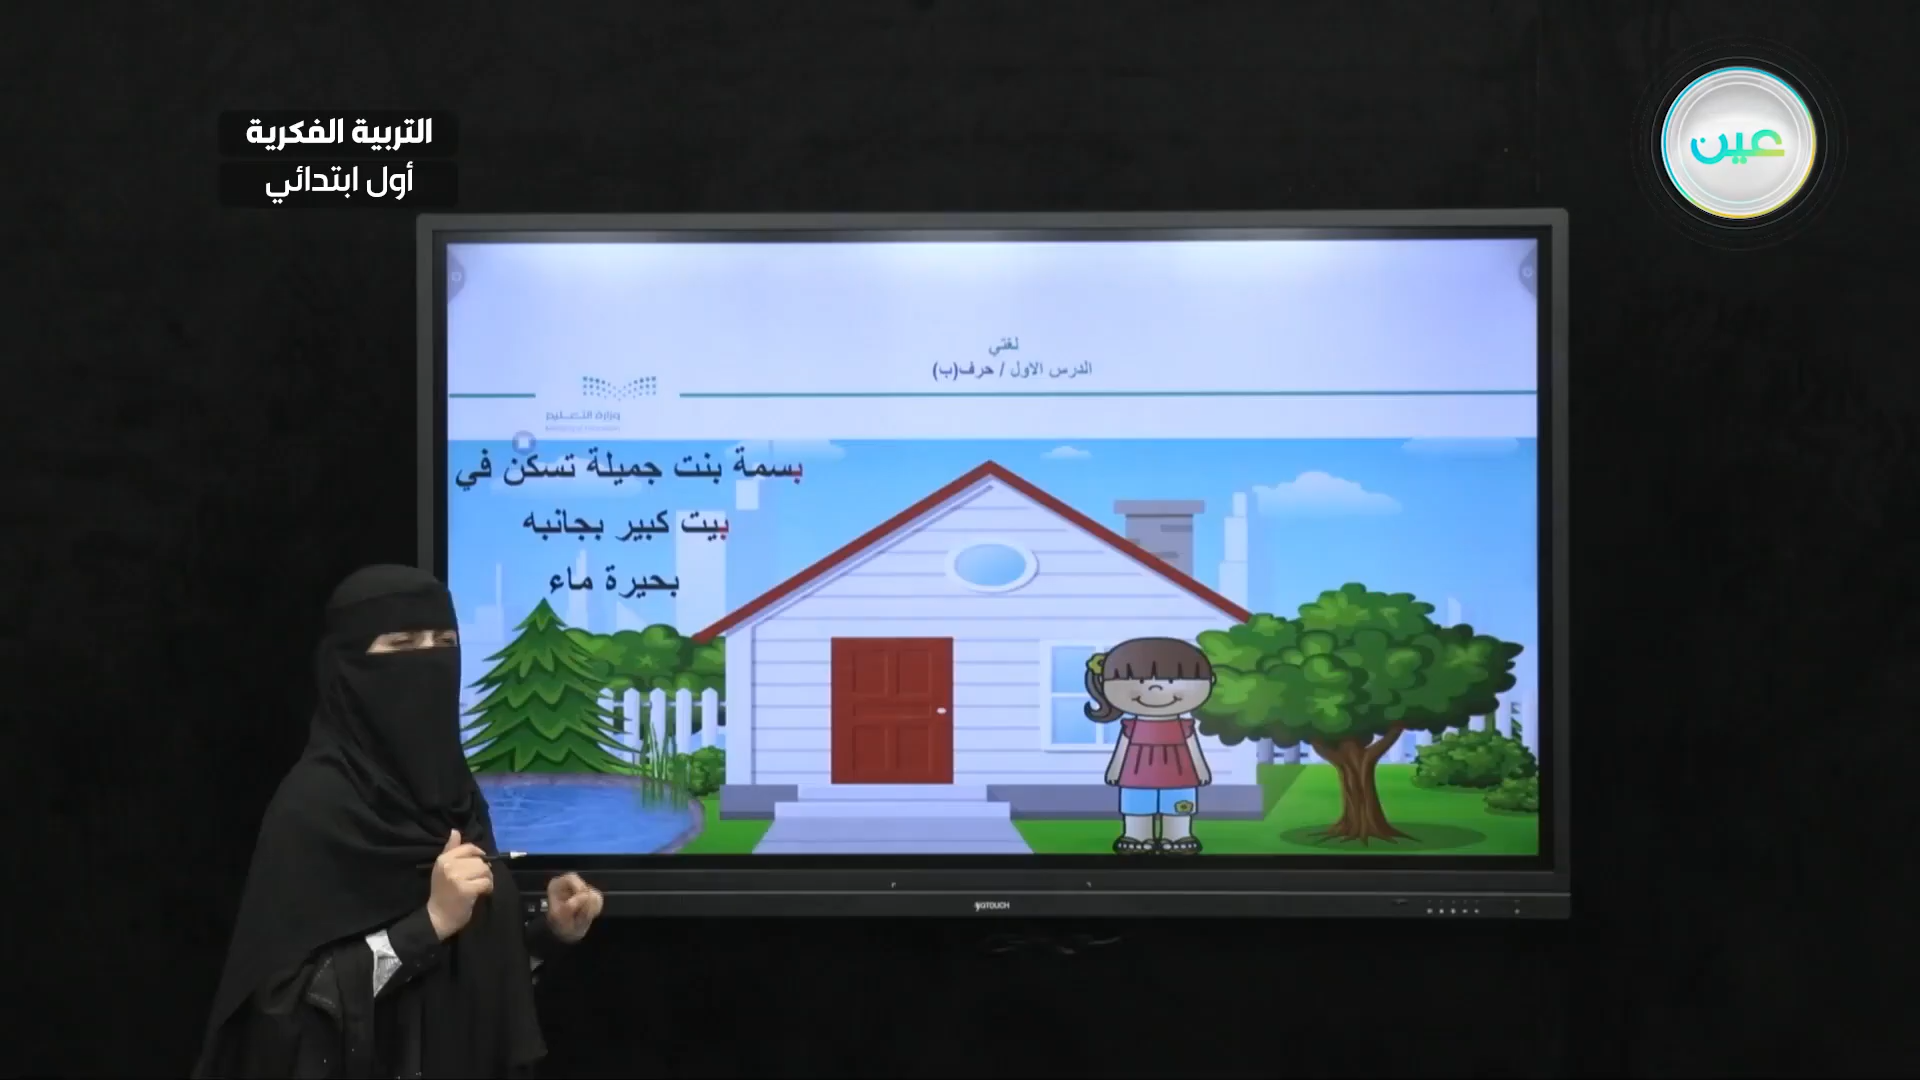 التربية الفكرية
أول ابتدائي
عين
لغتي
الدرس الاول / حرف(ب)
وزارة التعليم
بسمة بنت جميلة تسكن في
بيت كبير بجانبه
بحيرة ماء